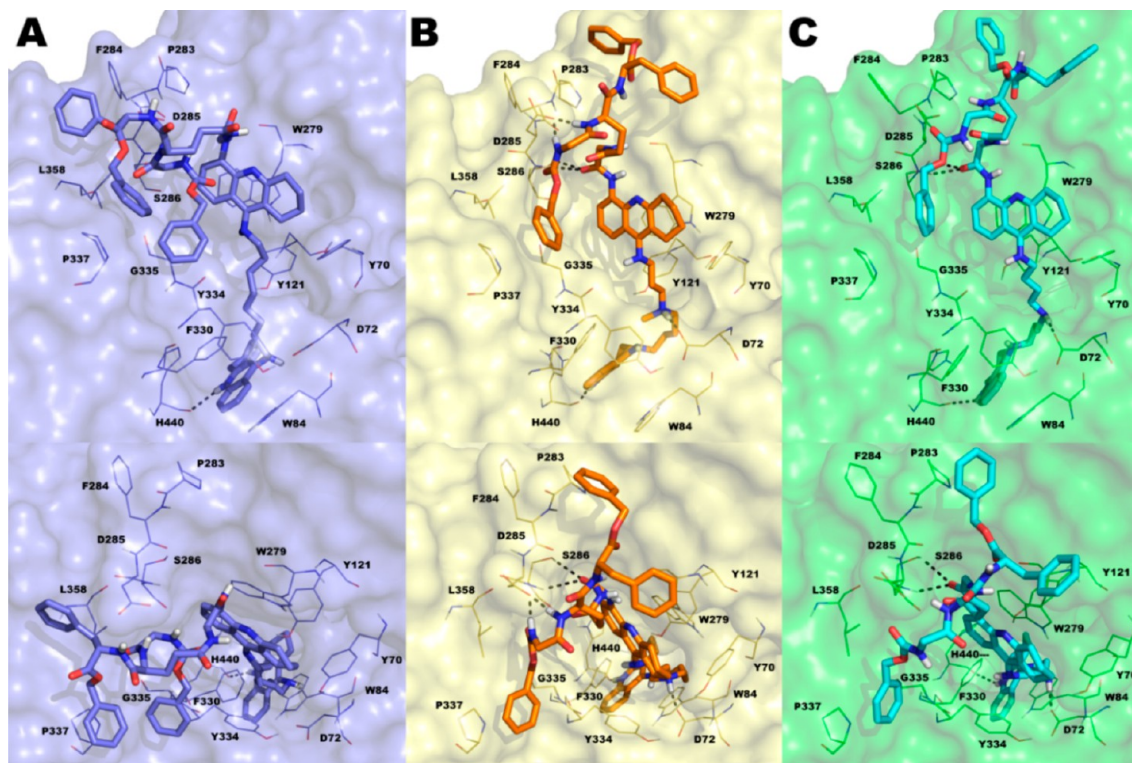 A
F284
P283
D285
W279
L358
S286
P337
G335
Y121
Y70
Y334
F330
D72
H440
W84
P283
F284
D285
S286
W279
Y121
L358
H440
Y70
G335
F330
W84
P337
Y334
D72
B
F284
P283
D285
S286
L358
W279
G335
Y121
Y70
P337
Y334
F330
D72
H440
W84
P283
F284
D285
S286
L358
Y121
W279
H440
G335
F330
Y70
P337
W84
Y334
D72
C
F284
P283
D285
S286
W279
L358
G335
Y121
P337
Y70
Y334
D72
F330
H440
W84
F284
P283
D285
S286
L358
Y121
W279
H440
G335
Y70
F330
W84
P337
D72
Y334